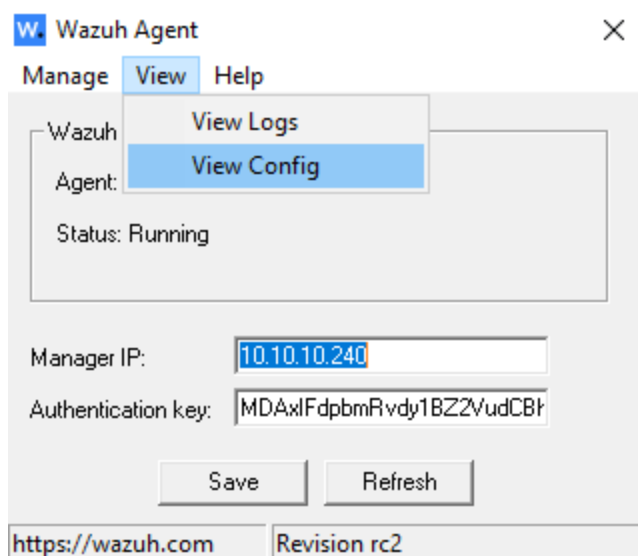 W. Wazuh Agent
Manage View Help
View Logs
View Config
Wazuh
Agent:
Status: Running
Manager IP: 10.10.10.240
Authentication key:
Save Refresh
https://wazuh.com Revision rc2